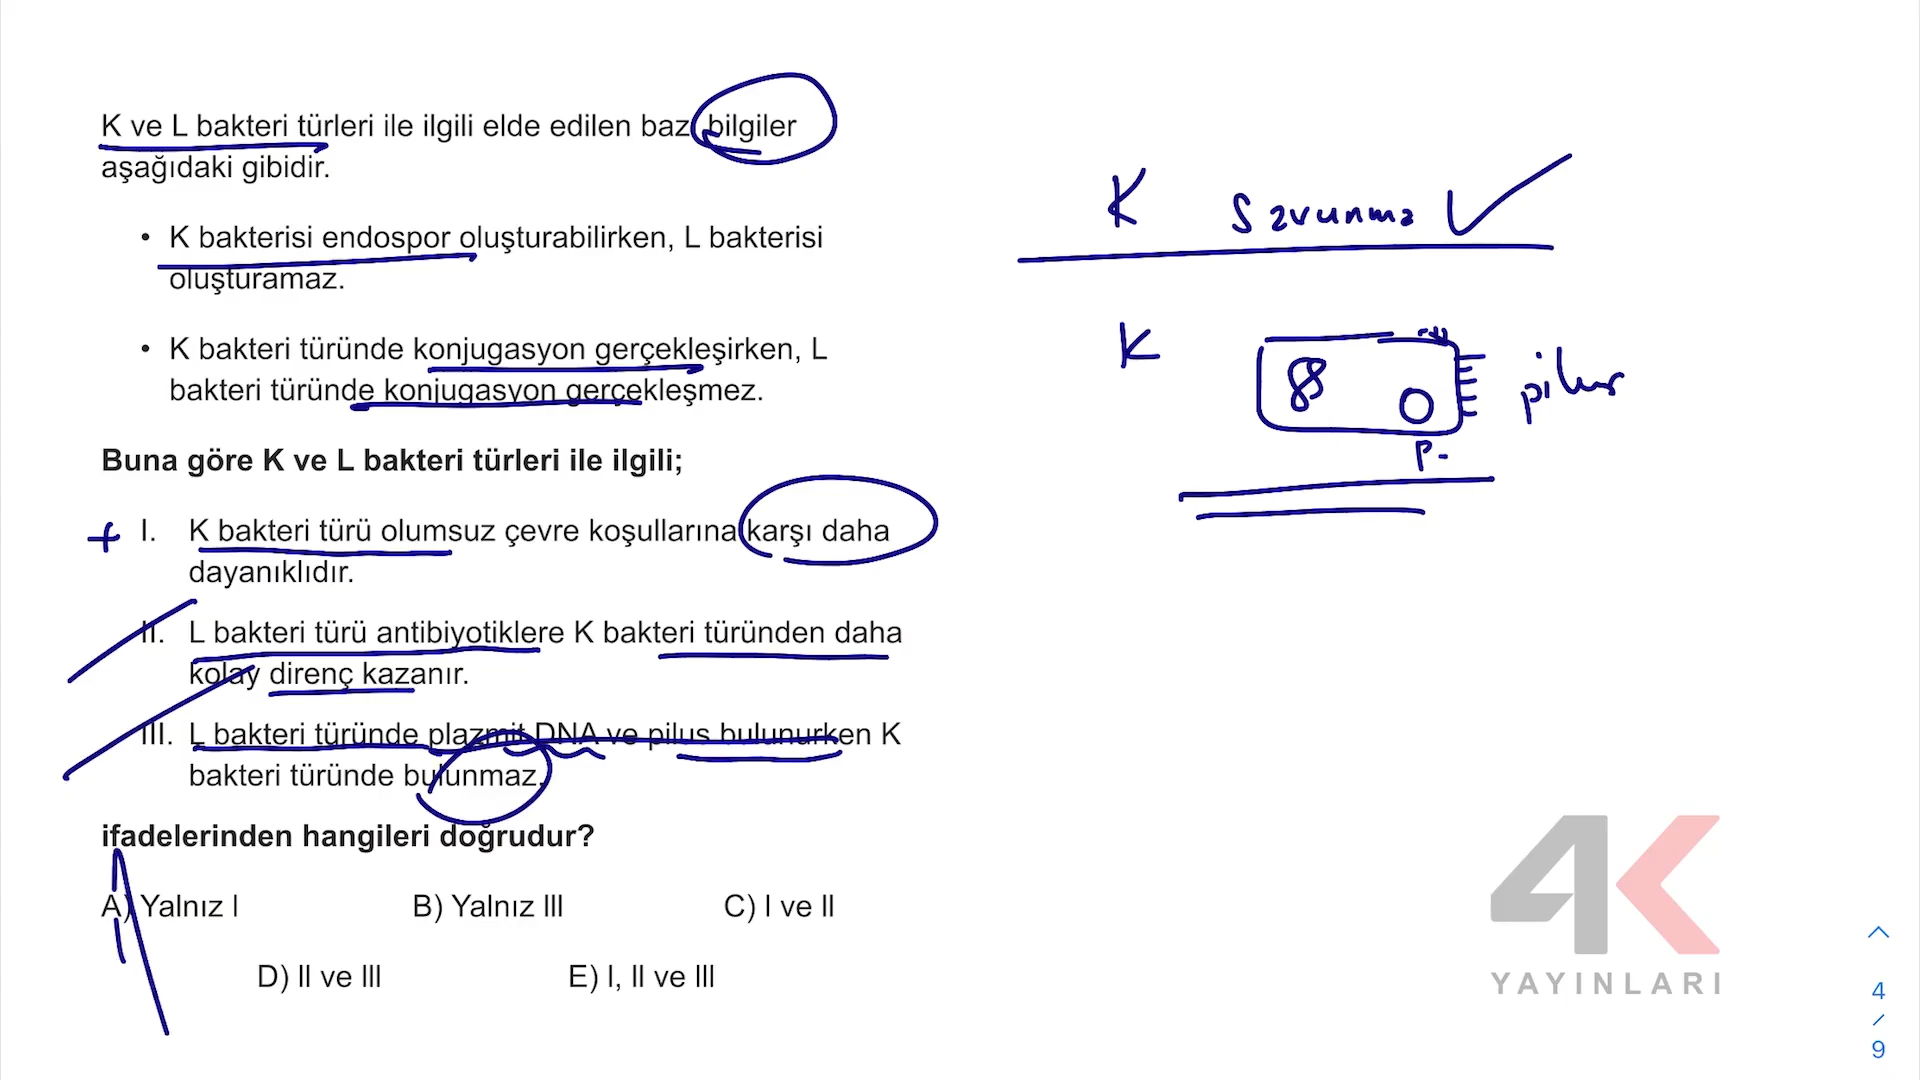 K ve L bakteri türleri ile ilgili elde edilen baz bilgiler
aşağıdaki gibidir.
• K bakterisi endospor oluşturabilirken, L bakterisi
oluşturamaz.
• K bakteri türünde konjugasyon gerçekleşirken, L
bakteri türünde konjugasyon gerçekleşmez.
Buna göre K ve L bakteri türleri ile ilgili;
+ I. K bakteri türü olumsuz çevre koşullarına karşı daha
dayanıklıdır.
II. L bakteri türü antibiyotiklere K bakteri türünden daha
kolay direnç kazanır.
III. L bakteri türünde plazmit DNA ve pilus bulunurken K
bakteri türünde bulunmaz.
ifadelerinden hangileri doğrudur?
A) Yalnız I B) Yalnız III C) I ve II
D) II ve III E) I, II ve III
K Savunma
K
pilus
P-
4K
YAYINLARI
4
/
9